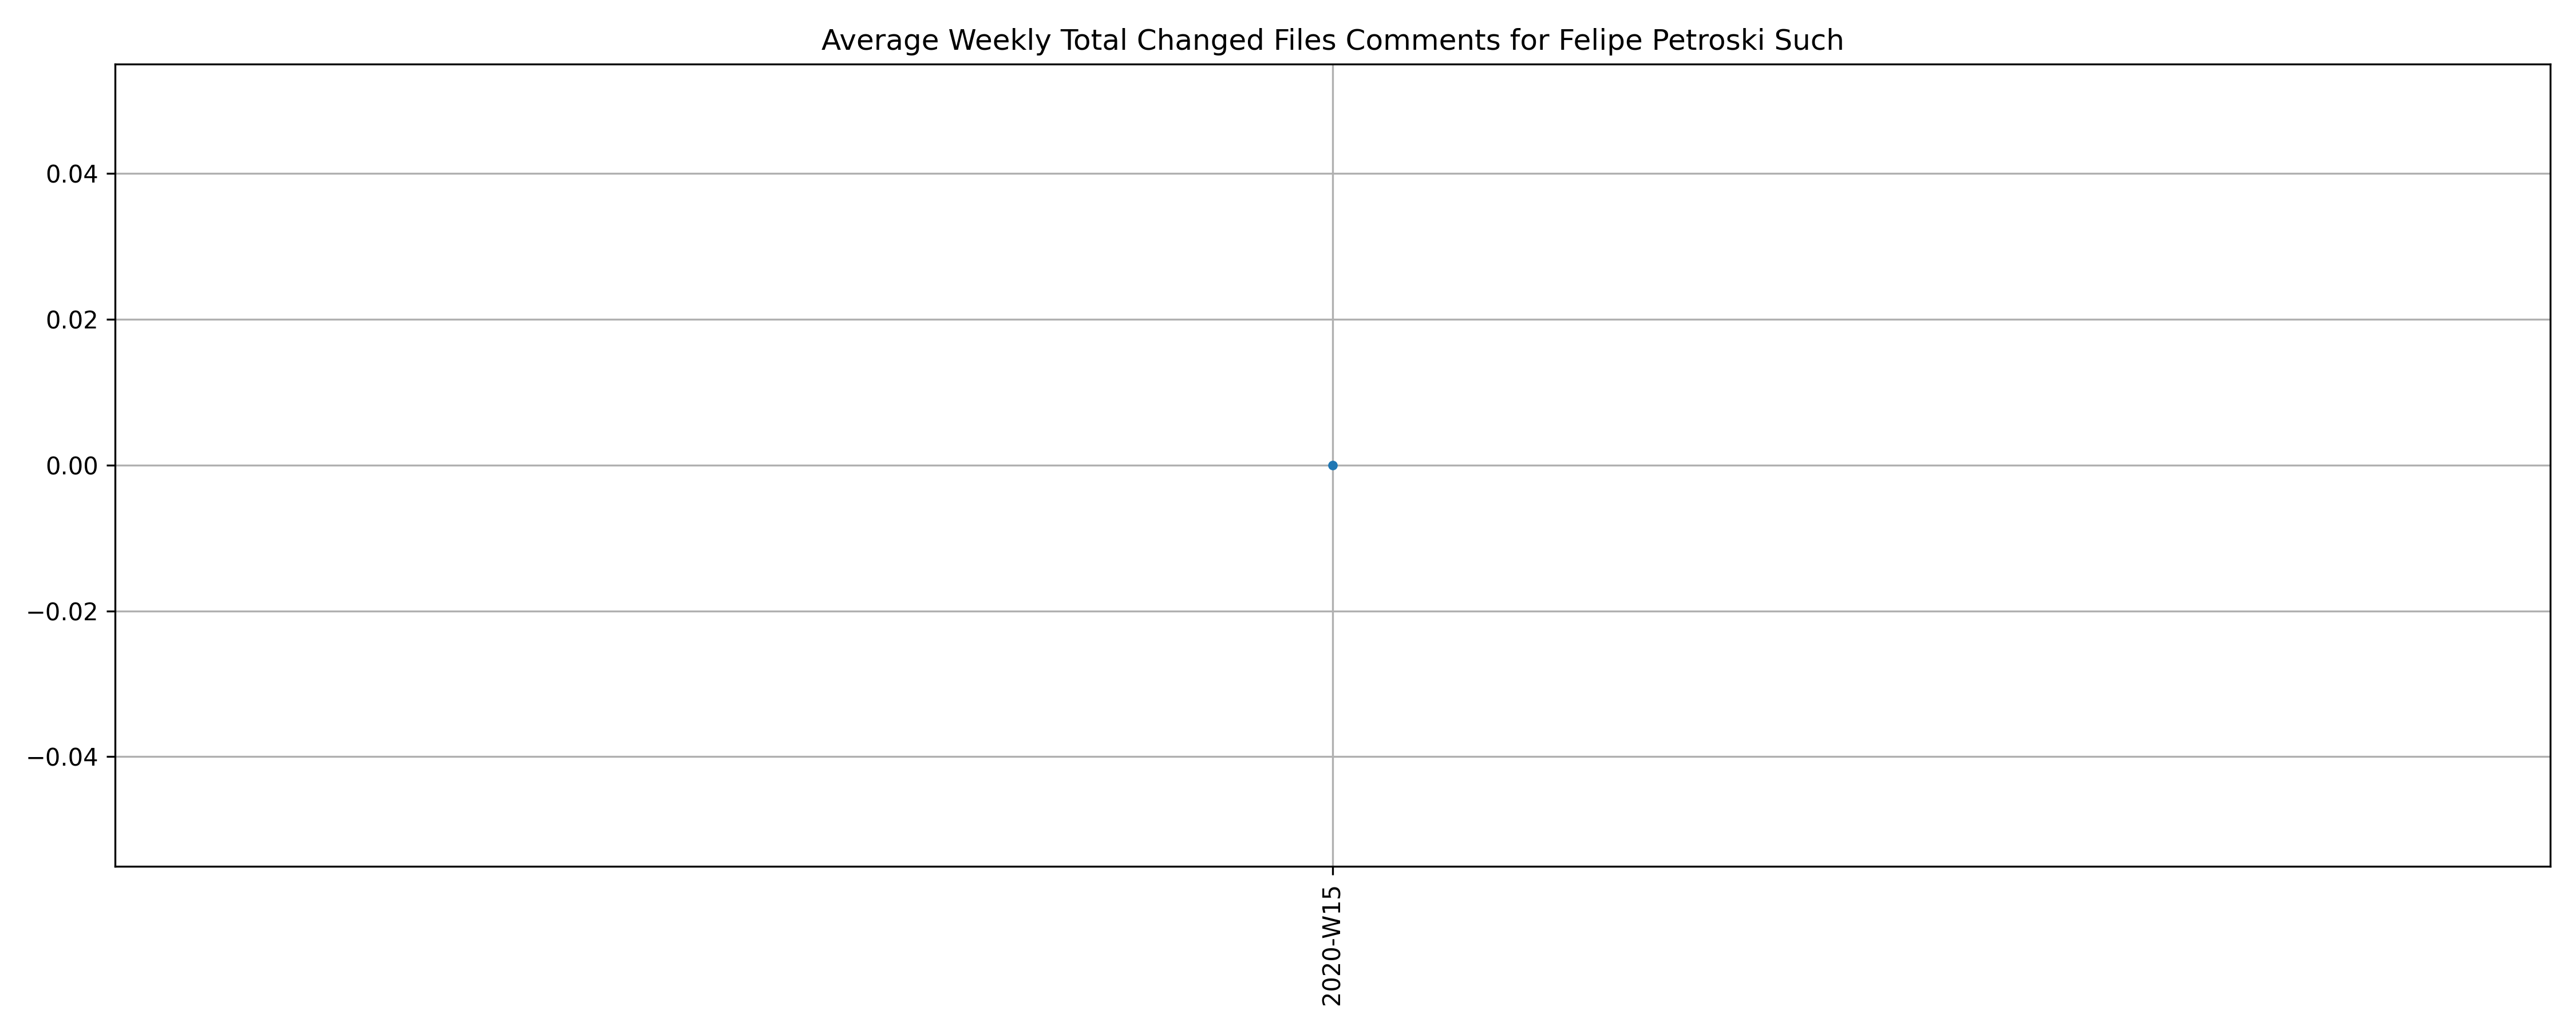 Average Weekly Total Changed Files Comments for Felipe Petroski Such
0.04
0.02
0.00
−0.02
−0.04
2020-W15